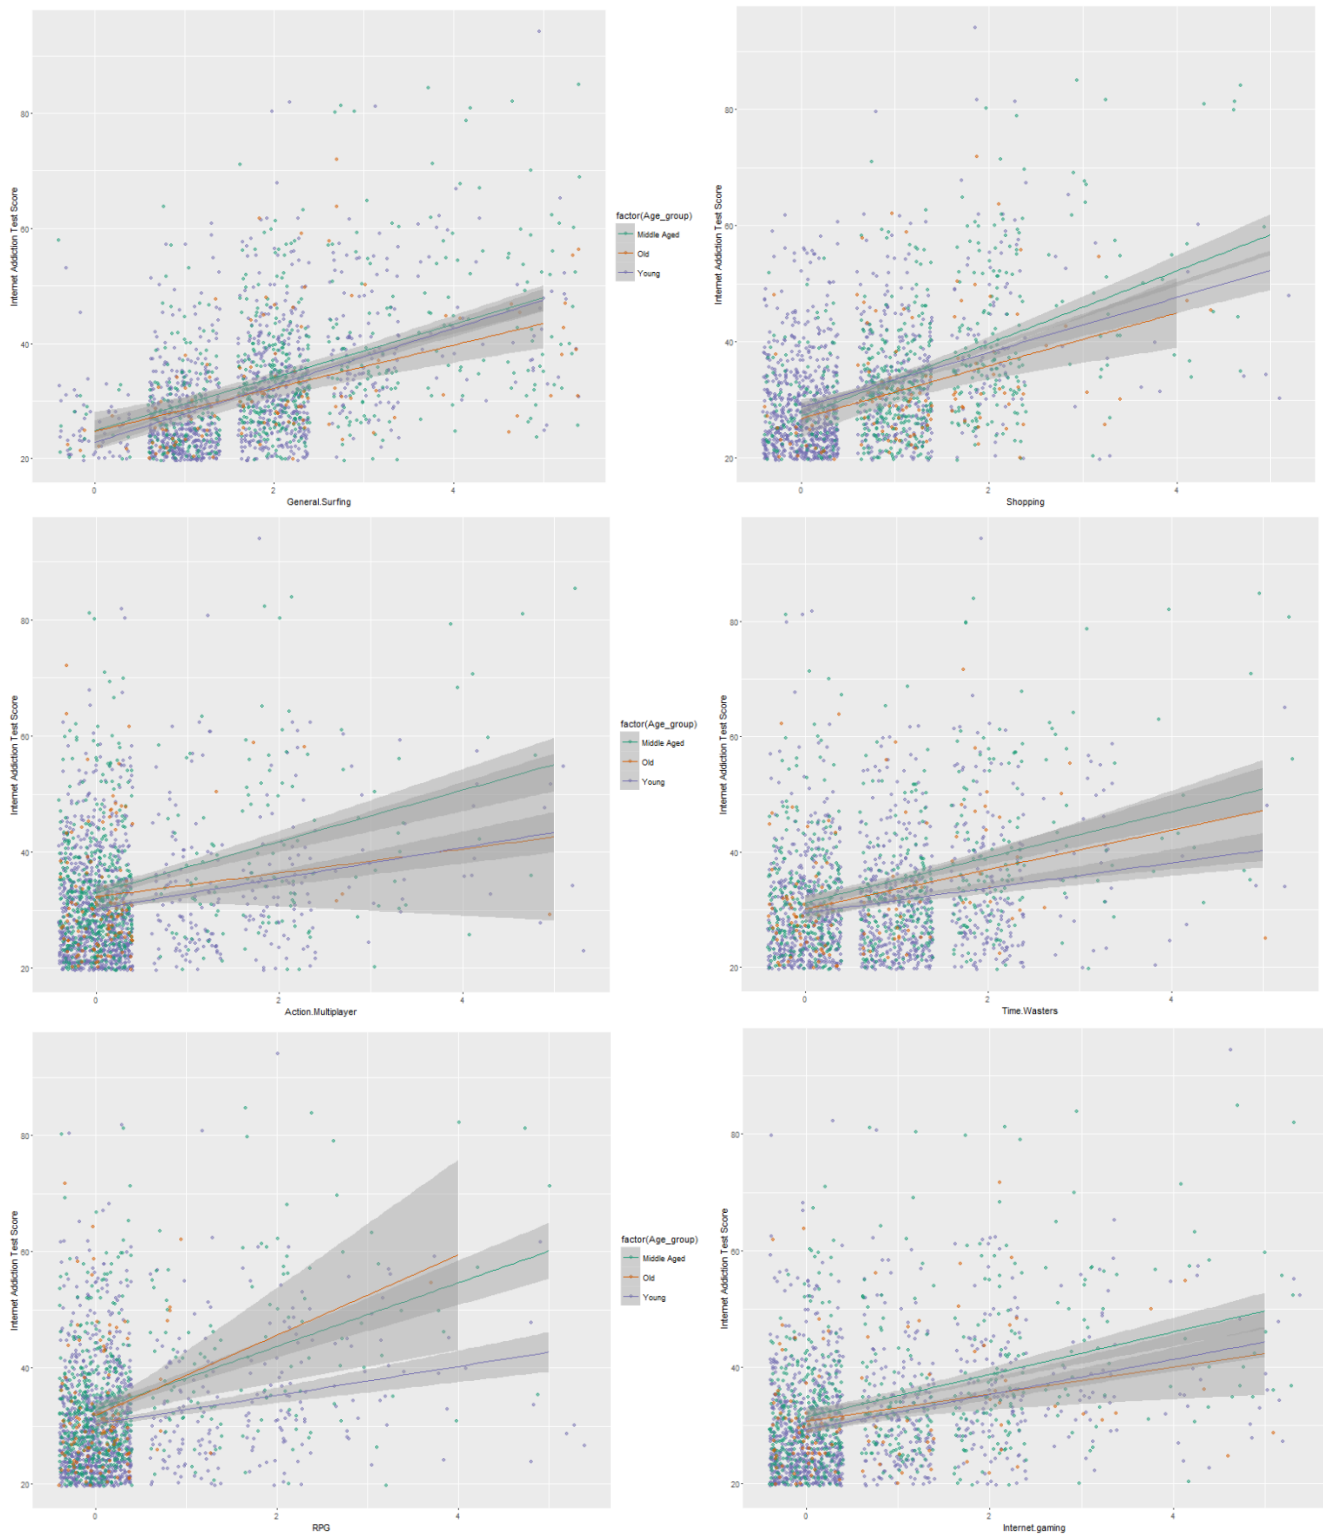 80-
60-
40-
20-
0
2
4
Internet Addiction Test Score
General.Surfing
factor(Age_group)
Middle Aged
Old
Young
80-
60-
40-
20-
0
2
4
Internet Addiction Test Score
Shopping
80-
60-
40-
20-
0
2
4
Internet Addiction Test Score
Action.Multiplayer
factor(Age_group)
Middle Aged
Old
Young
80-
60-
40-
20-
0
2
4
Internet Addiction Test Score
Time.Wasters
80-
60-
40-
20-
0
2
4
Internet Addiction Test Score
RPG
factor(Age_group)
Middle Aged
Old
Young
80-
60-
40-
20-
0
2
4
Internet Addiction Test Score
Internet.gaming